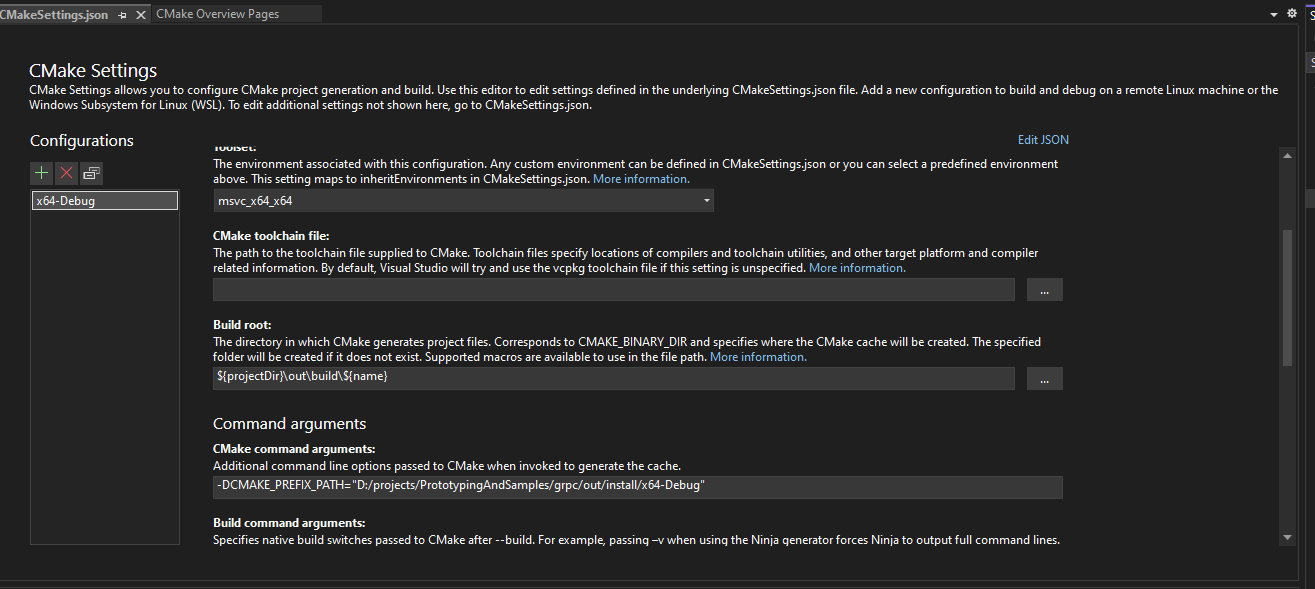 CMakeSettings.json
CMake Overview Pages
CMake Settings
CMake Settings allows you to configure CMake project generation and build. Use this editor to edit settings defined in the underlying CMakeSettings.json file. Add a new configuration to build and debug on a remote Linux machine or the
Windows Subsystem for Linux (WSL). To edit additional settings not shown here, go to CMakeSettings.json.
Configurations
Edit JSON
x64-Debug
Toolset:
The environment associated with this configuration. Any custom environment can be defined in CMakeSettings.json or you can select a predefined environment
above. This setting maps to inheritEnvironments in CMakeSettings.json. More information.
msvc_x64_x64
CMake toolchain file:
The path to the toolchain file supplied to CMake. Toolchain files specify locations of compilers and toolchain utilities, and other target platform and compiler
related information. By default, Visual Studio will try and use the vcpkg toolchain file if this setting is unspecified. More information.
...
Build root:
The directory in which CMake generates project files. Corresponds to CMAKE_BINARY_DIR and specifies where the CMake cache will be created. The specified
folder will be created if it does not exist. Supported macros are available to use in the file path. More information.
${projectDir}\out\build\${name}
...
Command arguments
CMake command arguments:
Additional command line options passed to CMake when invoked to generate the cache.
-DCMAKE_PREFIX_PATH="D:/projects/PrototypingAndSamples/grpc/out/install/x64-Debug"
Build command arguments:
Specifies native build switches passed to CMake after --build. For example, passing –v when using the Ninja generator forces Ninja to output full command lines.